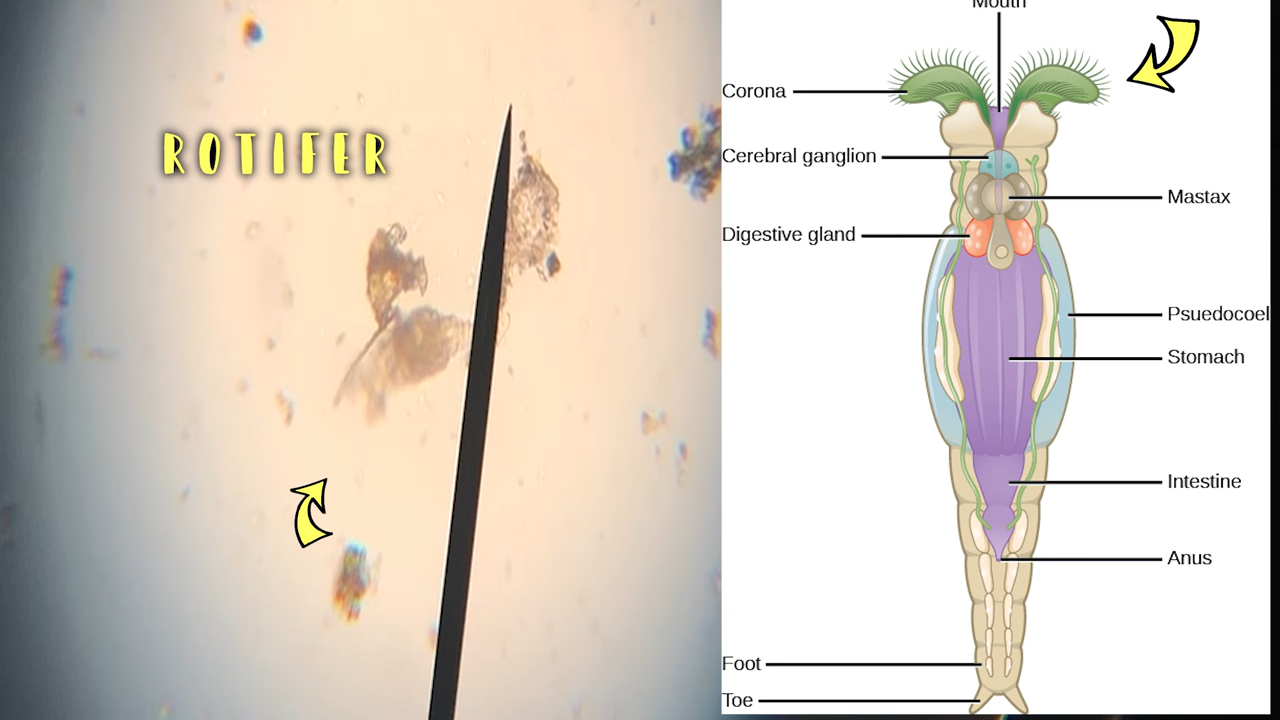 Mouth
ROTIFER
Corona
Cerebral ganglion
Mastax
Digestive gland
Psuedocoel
Stomach
Intestine
Anus
Foot
Toe